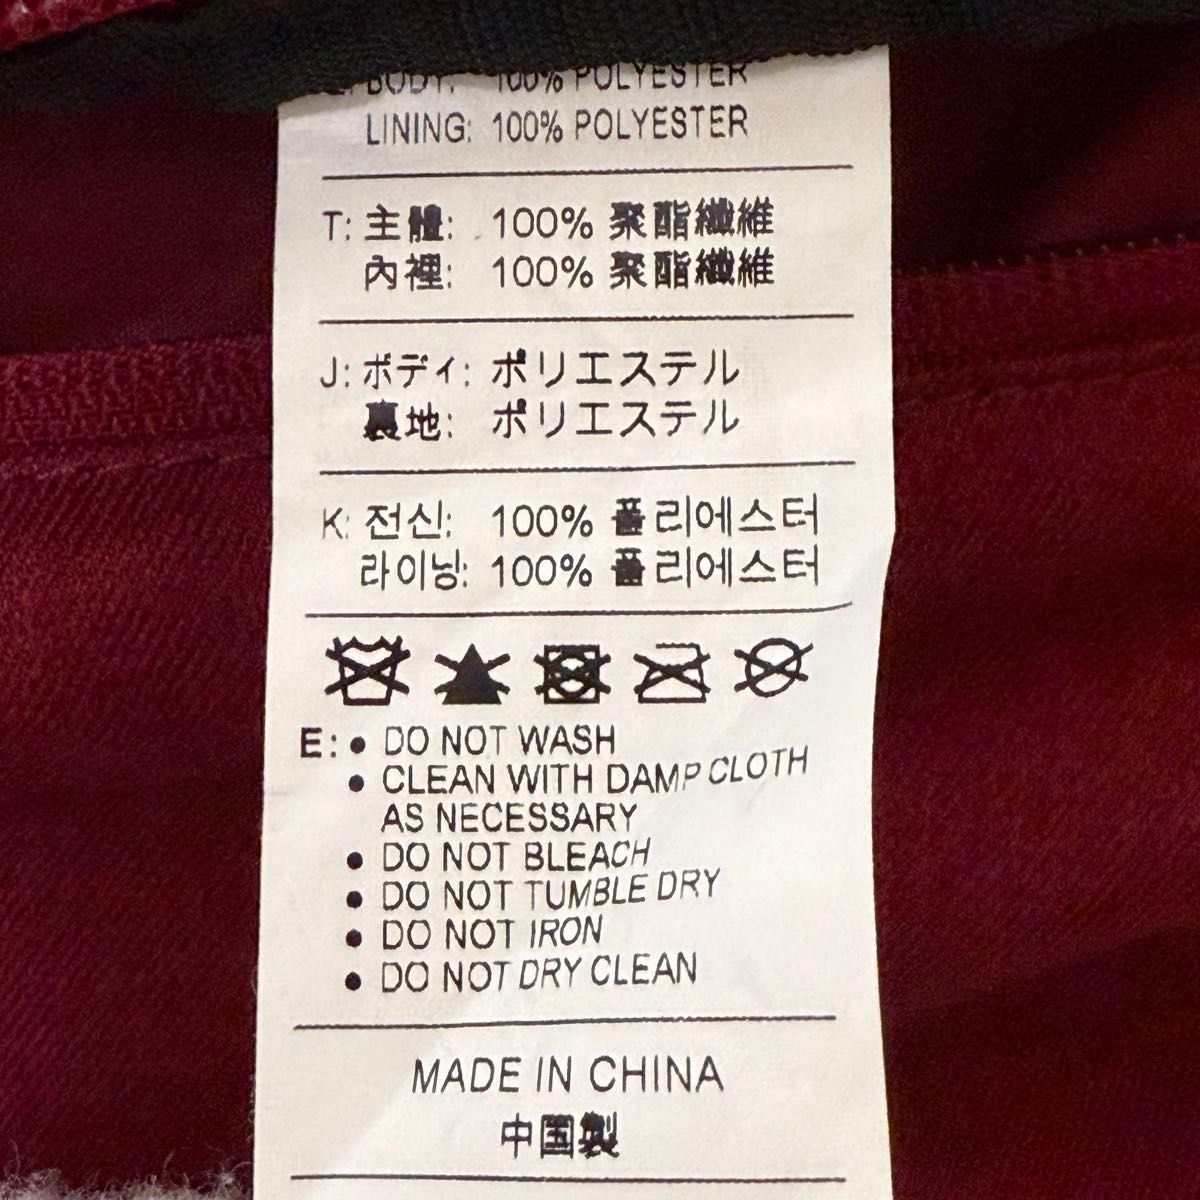 BODY: 100% POLYESTER
LINING: 100% POLYESTER
T: 主體: 100% 聚酯纖維
內裡: 100% 聚酯纖維
J: ボディ: ポリエステル
裏地: ポリエステル
K: 전신: 100% 폴리에스터
라이닝: 100% 폴리에스터
E: • DO NOT WASH
• CLEAN WITH DAMP CLOTH
AS NECESSARY
• DO NOT BLEACH
• DO NOT TUMBLE DRY
• DO NOT IRON
• DO NOT DRY CLEAN
MADE IN CHINA
中国製